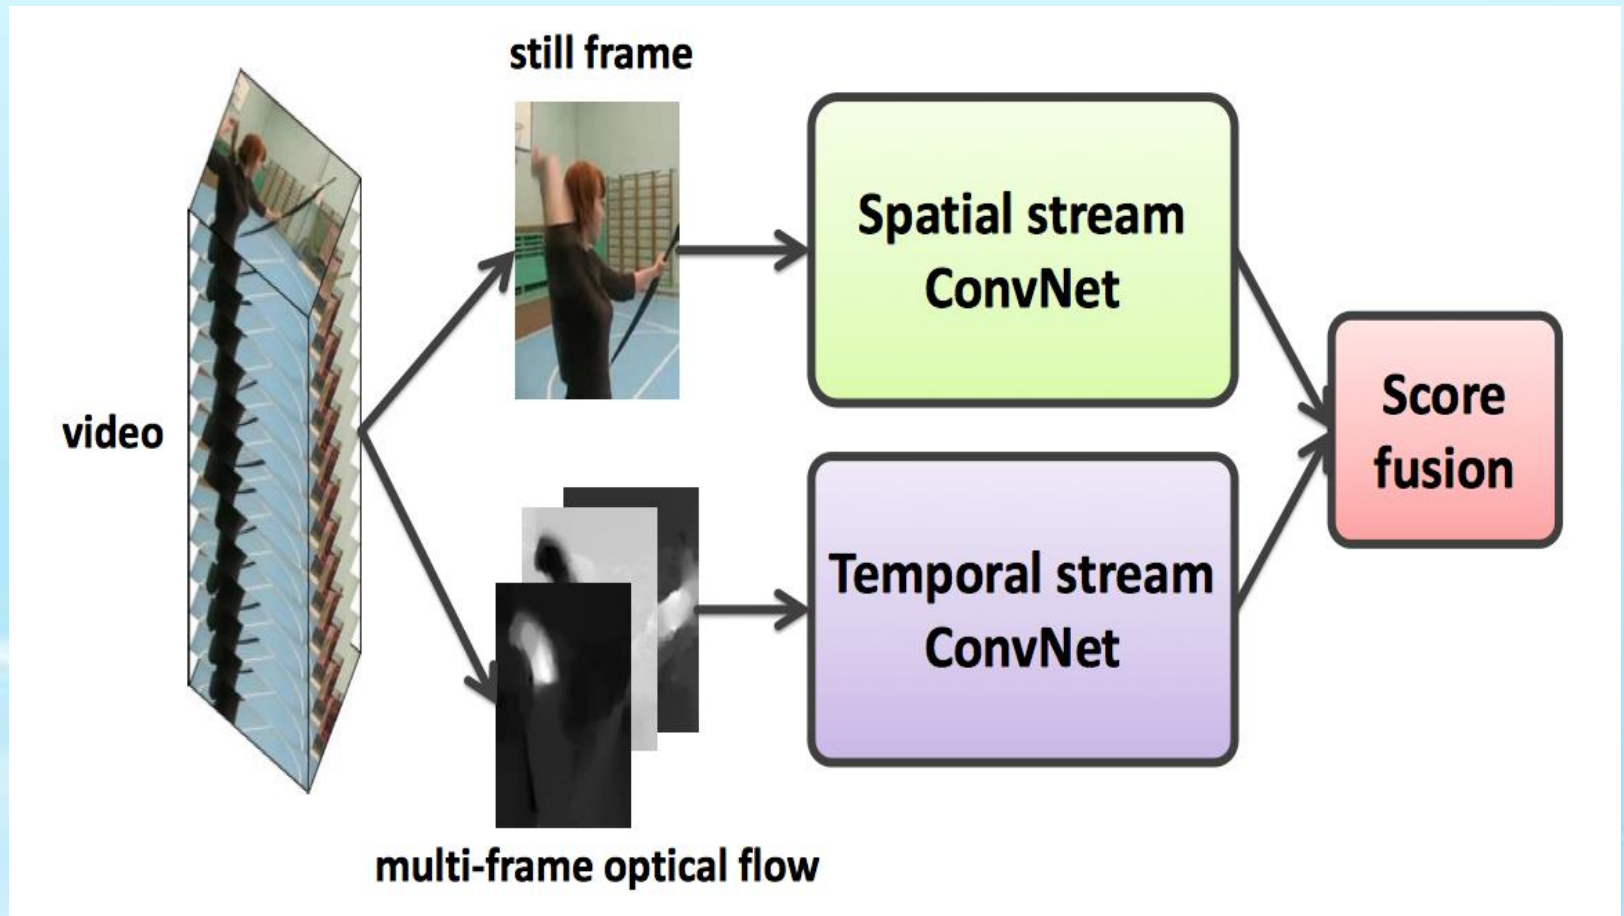 still frame
video
Spatial stream
ConvNet
Temporal stream
ConvNet
Score
fusion
multi-frame optical flow